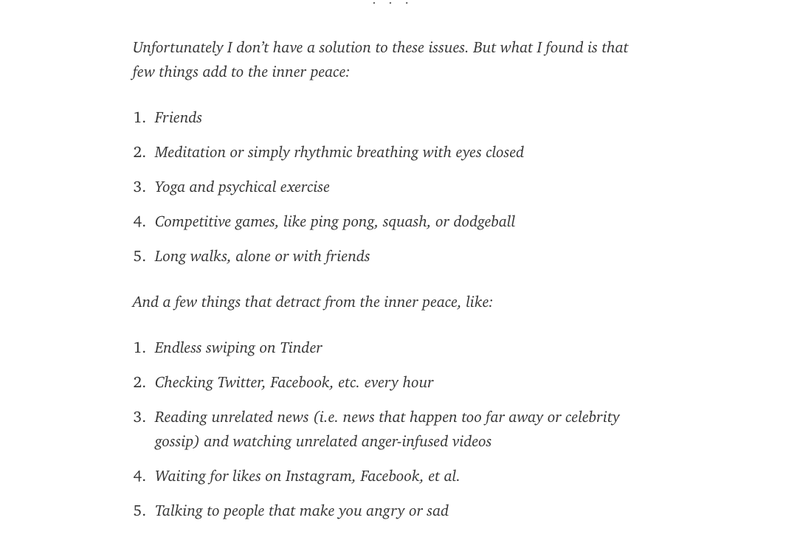 Unfortunately I don’t have a solution to these issues. But what I found is that
few things add to the inner peace:
1. Friends
2. Meditation or simply rhythmic breathing with eyes closed
3. Yoga and psychical exercise
4. Competitive games, like ping pong, squash, or dodgeball
5. Long walks, alone or with friends
And a few things that detract from the inner peace, like:
1. Endless swiping on Tinder
2. Checking Twitter, Facebook, etc. every hour
3. Reading unrelated news (i.e. news that happen too far away or celebrity
gossip) and watching unrelated anger-infused videos
4. Waiting for likes on Instagram, Facebook, et al.
5. Talking to people that make you angry or sad